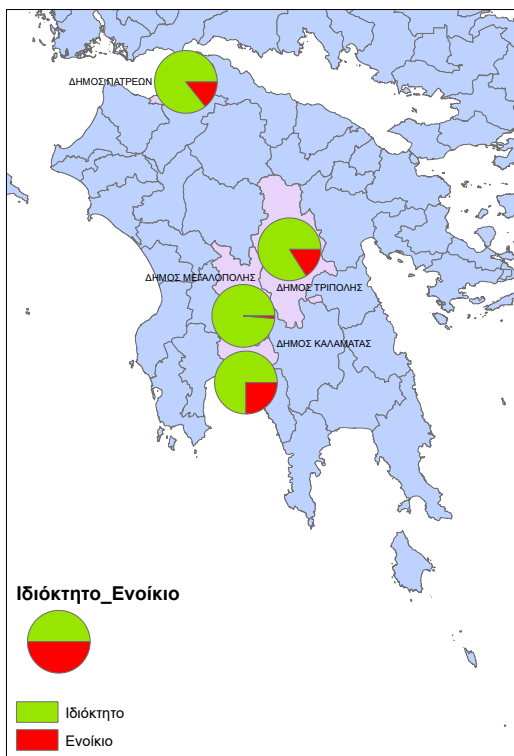 ΔΗΜΟΣ ΠΑΤΡΕΩΝ
ΔΗΜΟΣ ΜΕΓΑΛΟΠΟΛΗΣ
ΔΗΜΟΣ ΤΡΙΠΟΛΗΣ
ΔΗΜΟΣ ΚΑΛΑΜΑΤΑΣ
Ιδιόκτητο_Ενοίκιο
Ιδιόκτητο
Ενοίκιο